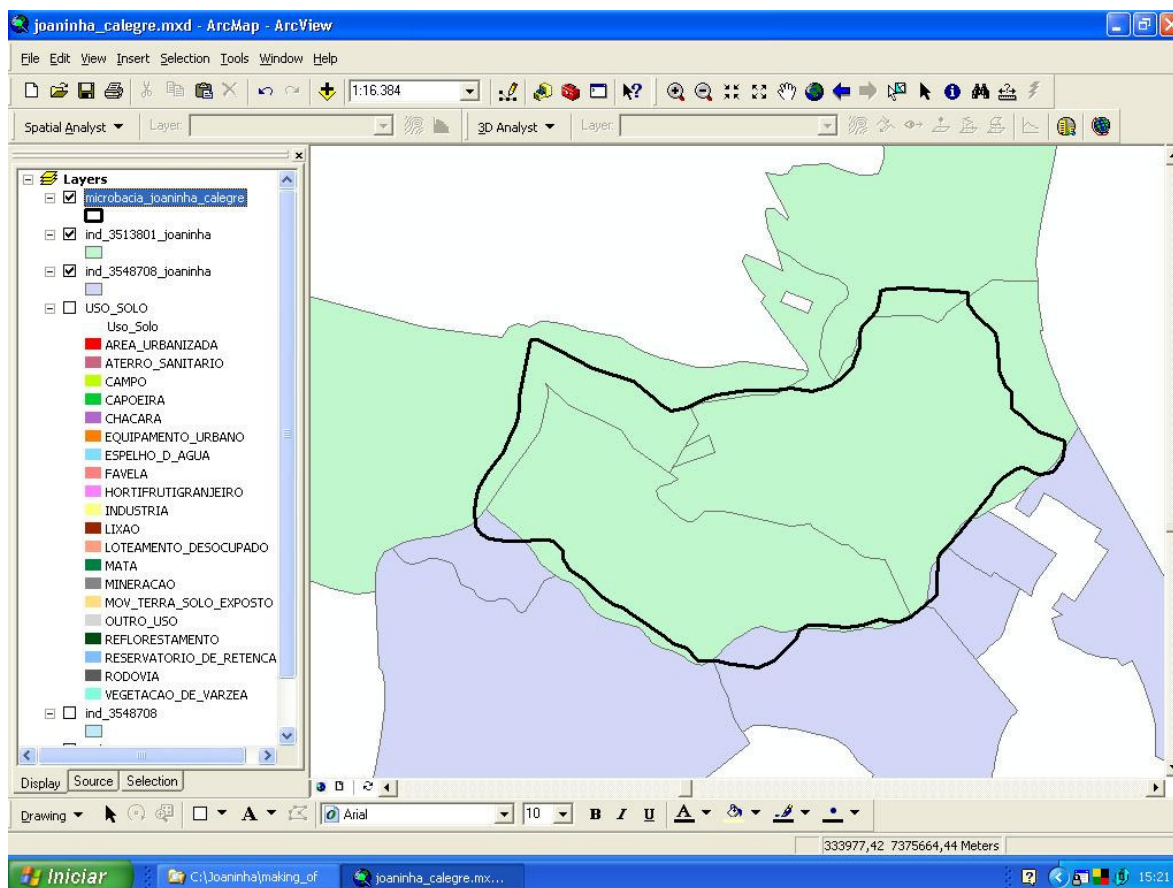 joaninha_calegre.mxd - ArcMap - ArcView
File Edit View Insert Selection Tools Window Help
1:16.384
Spatial Analyst Layer: 3D Analyst Layer:
Layers
microbacia_joaninha_calegre
ind_3513801_joaninha
ind_3548708_joaninha
USO_SOLO
Uso_Solo
AREA_URBANIZADA
ATERRO_SANITARIO
CAMPO
CAPOEIRA
CHACARA
EQUIPAMENTO_URBANO
ESPELHO_D_AGUA
FAVELA
HORTIFRUTIGRANJEIRO
INDUSTRIA
LIXAO
LOTEAMENTO_DESOCUPADO
MATA
MINERACAO
MOV_TERRA_SOLO_EXPOSTO
OUTRO_USO
REFLORESTAMENTO
RESERVATORIO_DE_RETENCA
RODOVIA
VEGETACAO_DE_VARZEA
ind_3548708
Display Source Selection
Drawing A Arial 10 B I U A
333977,42 7375664,44 Meters
Iniciar C:\Joaninha\making_of joaninha_calegre.mx... 15:21